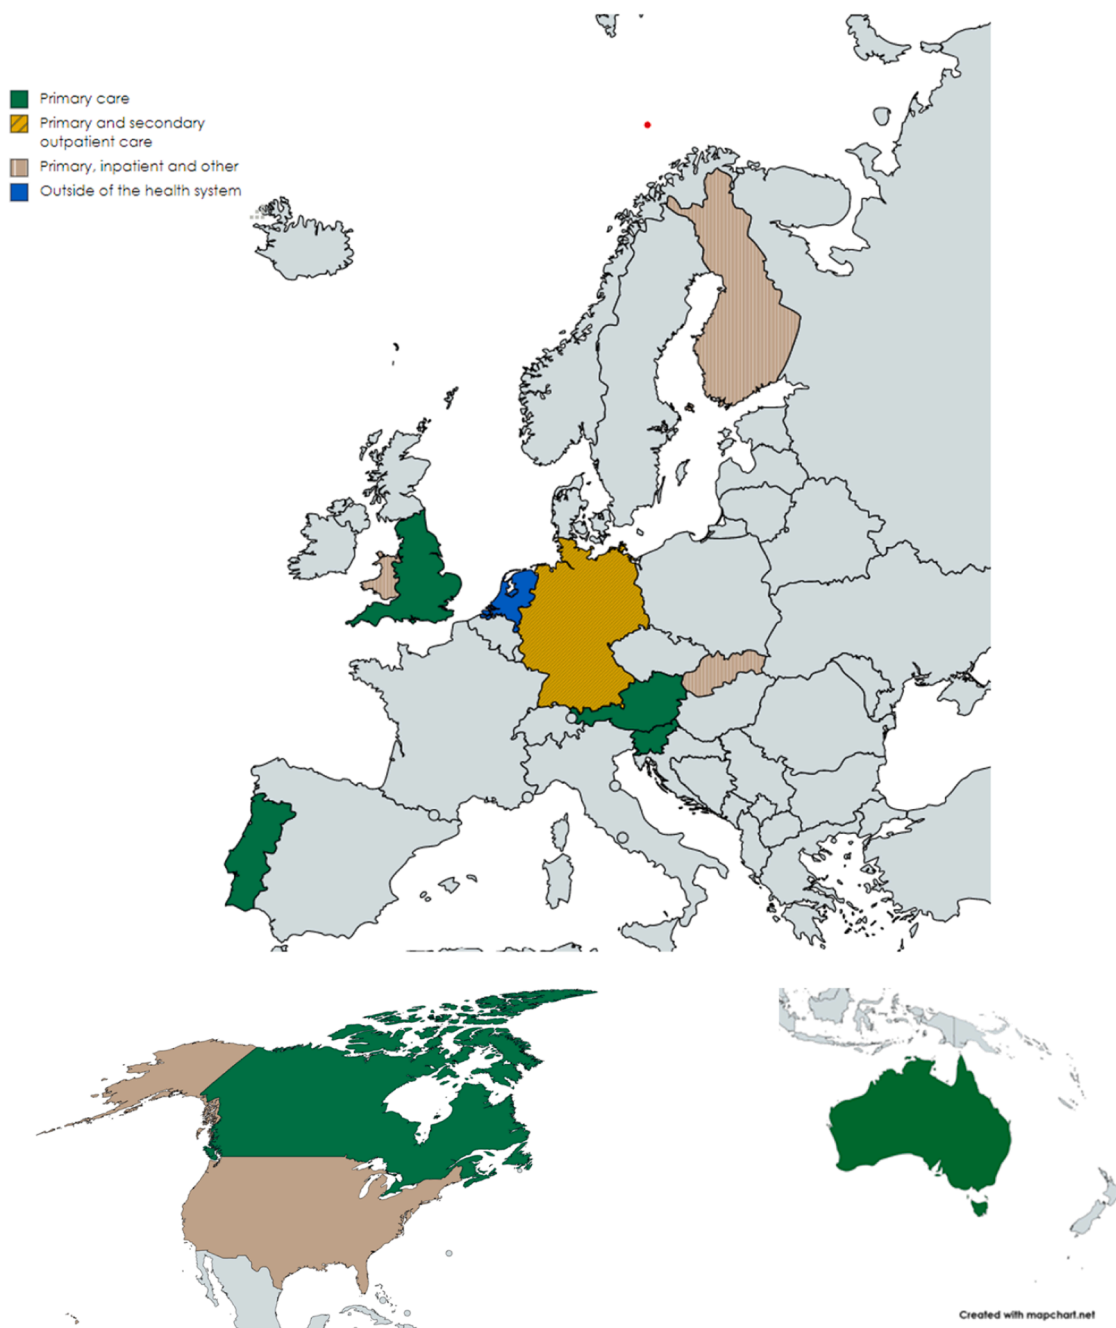 Primary care
Primary and secondary
outpatient care
Primary, inpatient and other
Outside of the health system
Created with mapchart.net